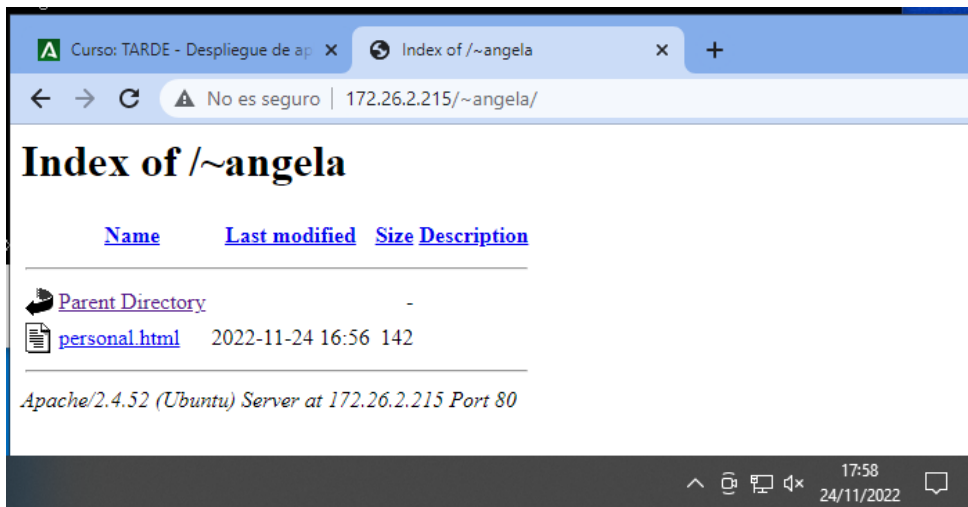 Curso: TARDE - Despliegue de ap
Index of /~angela
No es seguro | 172.26.2.215/~angela/
Index of /~angela
Name Last modified Size Description
Parent Directory -
personal.html 2022-11-24 16:56 142
Apache/2.4.52 (Ubuntu) Server at 172.26.2.215 Port 80
17:58
24/11/2022